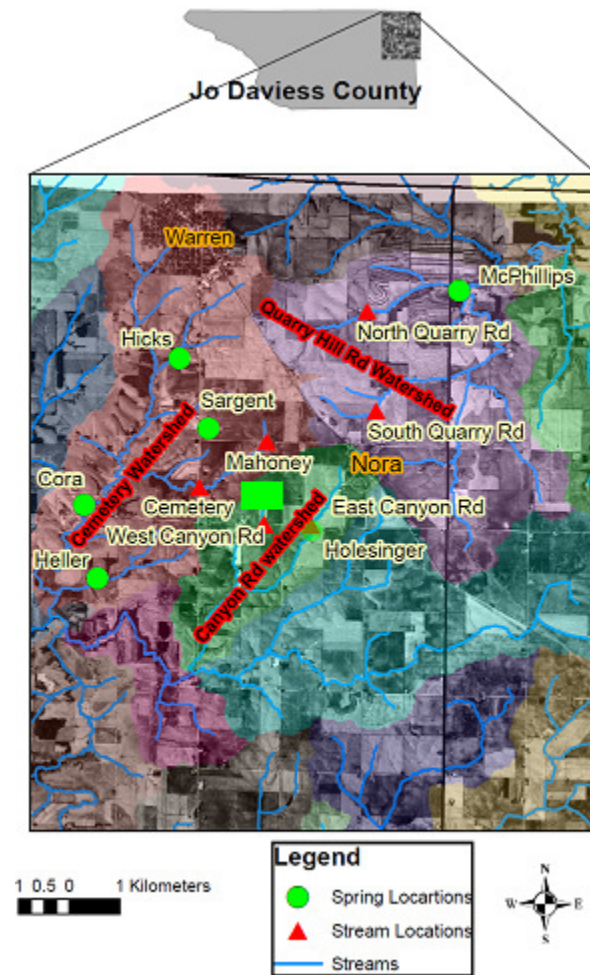 Jo Daviess County
Warren
McPhillips
Quarry Hill Rd Watershed
North Quarry Rd
Hicks
Sargent
South Quarry Rd
Cemetery Watershed
Mahoney
Nora
Cora
Cemetery
East Canyon Rd
West Canyon Rd
Canyon Rd watershed
Holesinger
Heller
1 0.5 0 1 Kilometers
Legend
Spring Locartions
Stream Locations
Streams
N
W E
S